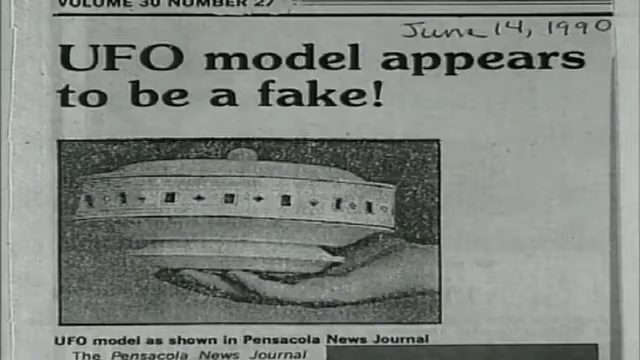 VOLUME 30 NUMBER 27
June 14, 1990
UFO model appears
to be a fake!
UFO model as shown in Pensacola News Journal
The Pensacola News Journal